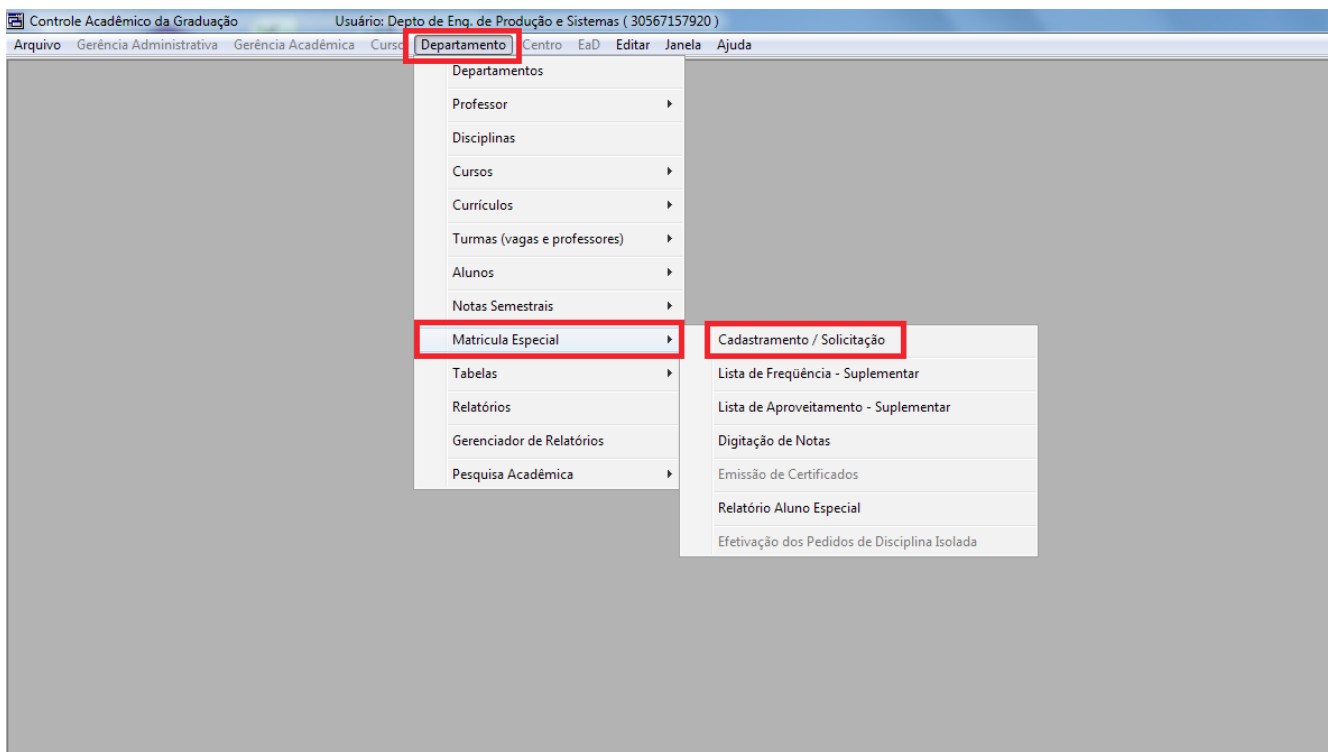 Controle Acadêmico da Graduação Usuário: Depto de Eng. de Produção e Sistemas ( 30567157920 )
Arquivo Gerência Administrativa Gerência Acadêmica Curso Departamento Centro EaD Editar Janela Ajuda
Departamentos
Professor
Disciplinas
Cursos
Currículos
Turmas (vagas e professores)
Alunos
Notas Semestrais
Matricula Especial
Tabelas
Relatórios
Gerenciador de Relatórios
Pesquisa Acadêmica
Cadastramento / Solicitação
Lista de Freqüência - Suplementar
Lista de Aproveitamento - Suplementar
Digitação de Notas
Emissão de Certificados
Relatório Aluno Especial
Efetivação dos Pedidos de Disciplina Isolada